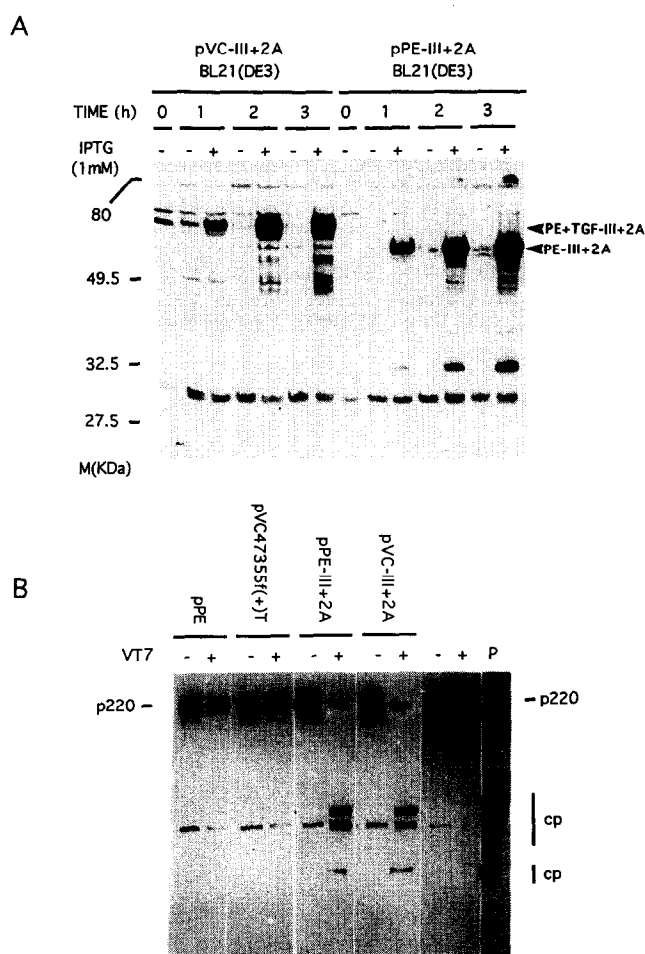 A
pVC-III+2A pPE-III+2A
BL21(DE3) BL21(DE3)
TIME (h) 0 1 2 3 0 1 2 3
IPTG - - + - + - + - - + - + - +
(1mM)
80
PE+TGF-III+2A
PE-III+2A
49.5
32.5
27.5
M(KDa)
B
pPE
pVC47355f(+)T
pPE-III+2A
pVC-III+2A
VT7 - + - + - + - + - + P
p220 p220
cp
cp